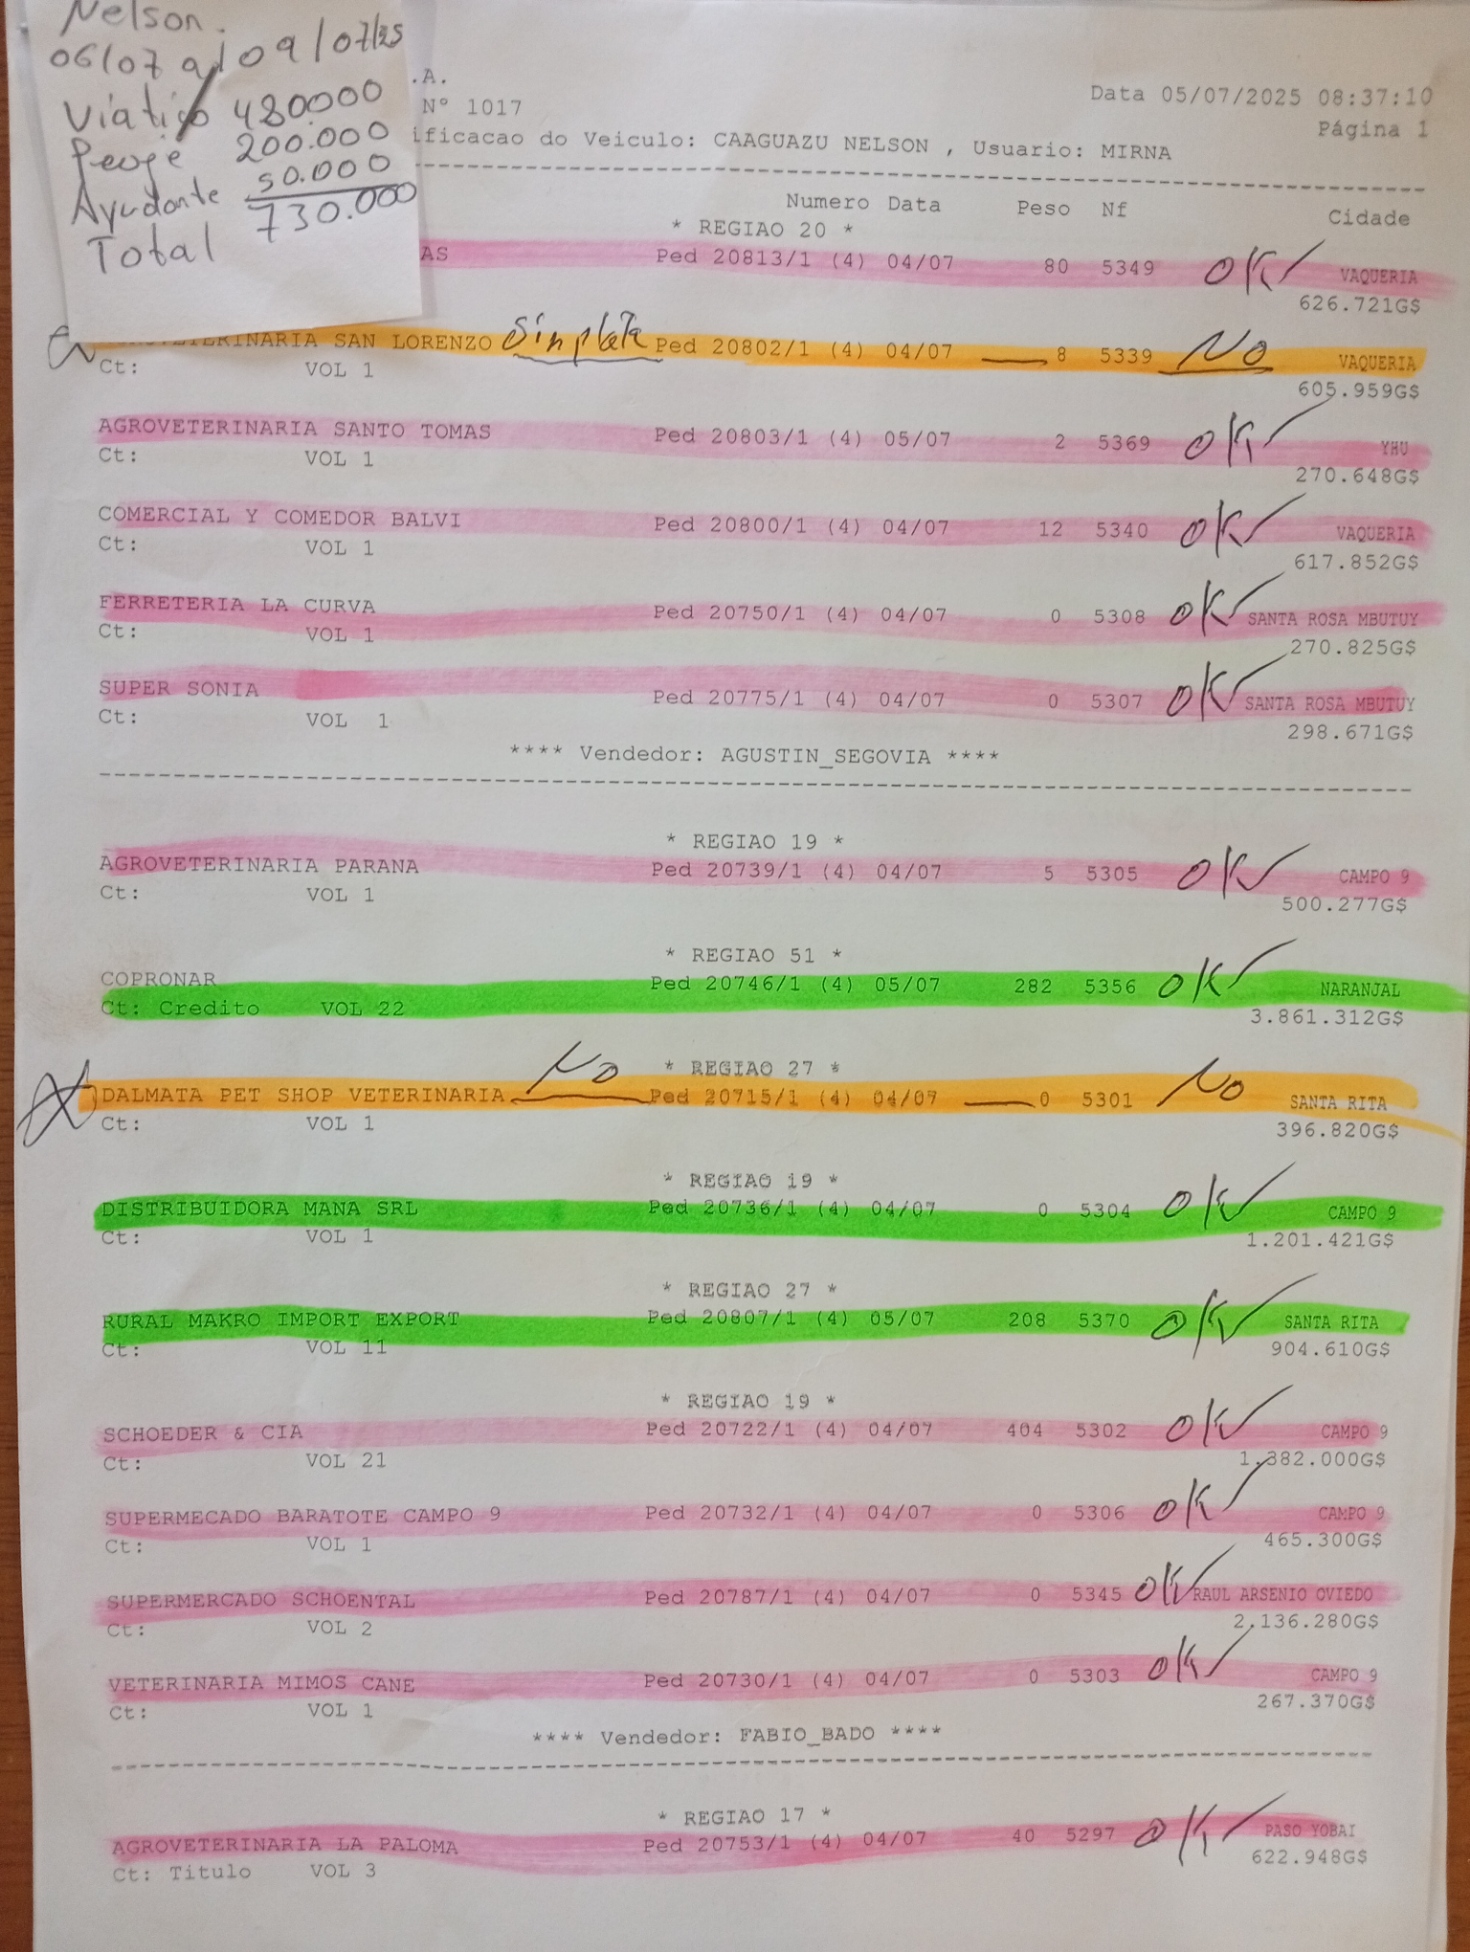 Nelson.
06/07 al 09/07/25
Viático 480000
Peaje 200.000
Ayudante 50.000
Total 730.000
.A.
Nº 1017
Data 05/07/2025 08:37:10
Página 1
ificacao do Veiculo: CAAGUAZU NELSON , Usuario: MIRNA
Numero Data Peso Nf Cidade
* REGIAO 20 *
AS Ped 20813/1 (4) 04/07 80 5349 OK VAQUERIA
626.721G$
SAN LORENZO Sin plata Ped 20802/1 (4) 04/07 8 5339 NO VAQUERIA
Ct: VOL 1 605.959G$
AGROVETERINARIA SANTO TOMAS Ped 20803/1 (4) 05/07 2 5369 OK YHU
Ct: VOL 1 270.648G$
COMERCIAL Y COMEDOR BALVI Ped 20800/1 (4) 04/07 12 5340 OK VAQUERIA
Ct: VOL 1 617.852G$
FERRETERIA LA CURVA Ped 20750/1 (4) 04/07 0 5308 OK SANTA ROSA MBUTUY
Ct: VOL 1 270.825G$
SUPER SONIA Ped 20775/1 (4) 04/07 0 5307 OK SANTA ROSA MBUTUY
Ct: VOL 1 298.671G$
**** Vendedor: AGUSTIN_SEGOVIA ****
* REGIAO 19 *
AGROVETERINARIA PARANA Ped 20739/1 (4) 04/07 5 5305 OK CAMPO 9
Ct: VOL 1 500.277G$
* REGIAO 51 *
COPRONAR Ped 20746/1 (4) 05/07 282 5356 OK NARANJAL
Ct: Credito VOL 22 3.861.312G$
* REGIAO 27 *
DALMATA PET SHOP VETERINARIA NO Ped 20715/1 (4) 04/07 0 5301 NO SANTA RITA
Ct: VOL 1 396.820G$
* REGIAO 19 *
DISTRIBUIDORA MANA SRL Ped 20736/1 (4) 04/07 0 5304 OK CAMPO 9
Ct: VOL 1 1.201.421G$
* REGIAO 27 *
RURAL MAKRO IMPORT EXPORT Ped 20807/1 (4) 05/07 208 5370 OK SANTA RITA
Ct: VOL 11 904.610G$
* REGIAO 19 *
SCHOEDER & CIA Ped 20722/1 (4) 04/07 404 5302 OK CAMPO 9
Ct: VOL 21 1.382.000G$
SUPERMECADO BARATOTE CAMPO 9 Ped 20732/1 (4) 04/07 0 5306 OK CAMPO 9
Ct: VOL 1 465.300G$
SUPERMERCADO SCHOENTAL Ped 20787/1 (4) 04/07 0 5345 OK RAUL ARSENIO OVIEDO
Ct: VOL 2 2.136.280G$
VETERINARIA MIMOS CANE Ped 20730/1 (4) 04/07 0 5303 OK CAMPO 9
Ct: VOL 1 267.370G$
**** Vendedor: FABIO_BADO ****
* REGIAO 17 *
AGROVETERINARIA LA PALOMA Ped 20753/1 (4) 04/07 40 5297 OK PASO YOBAI
Ct: Titulo VOL 3 622.948G$